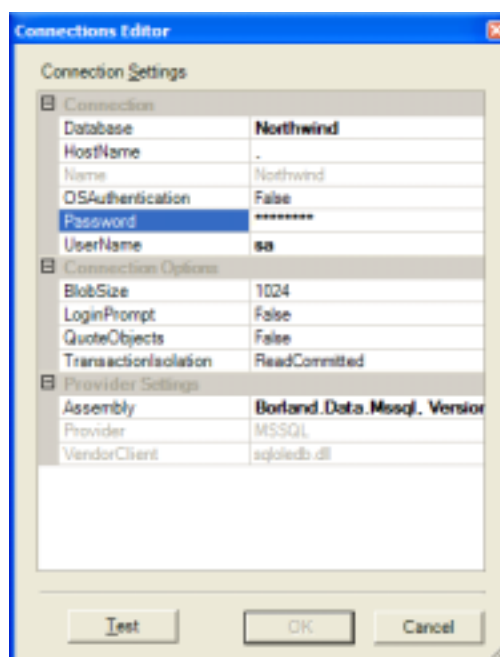 Connections Editor
Connection Settings
Connection
Database Northwind
HostName .
Name Northwind
OSAuthentication False
Password ********
UserName sa
Connection Options
BlobSize 1024
LoginPrompt False
QuoteObjects False
TransactionIsolation ReadCommitted
Provider Settings
Assembly Borland.Data.Mssql, Version
Provider MSSQL
VendorClient sqloledb.dll
Test OK Cancel